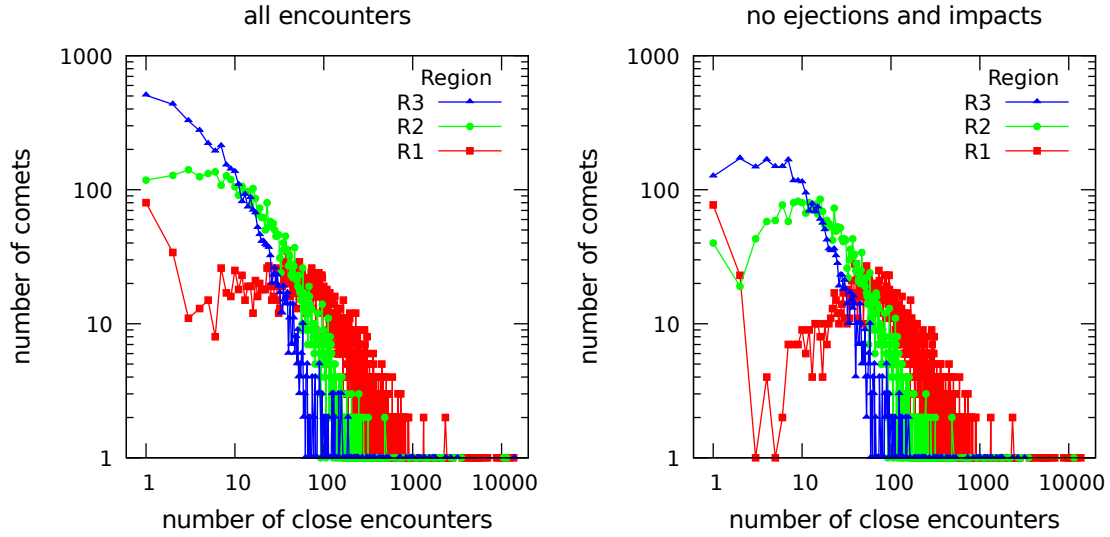 all encounters
number of comets
1000
100
10
1
1 10 100 1000 10000
number of close encounters
Region
R3
R2
R1
no ejections and impacts
number of comets
1000
100
10
1
1 10 100 1000 10000
number of close encounters
Region
R3
R2
R1